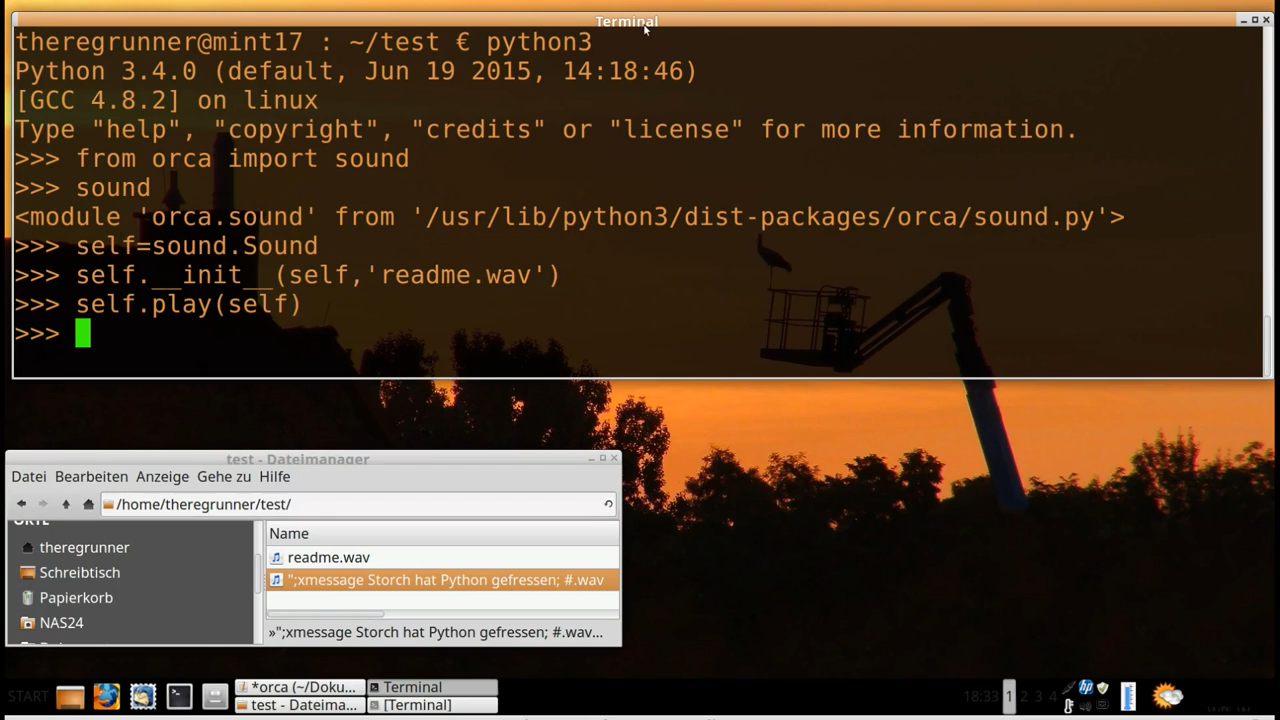 Terminal
theregrunner@mint17 : ~/test € python3
Python 3.4.0 (default, Jun 19 2015, 14:18:46)
[GCC 4.8.2] on linux
Type "help", "copyright", "credits" or "license" for more information.
>>> from orca import sound
>>> sound
<module 'orca.sound' from '/usr/lib/python3/dist-packages/orca/sound.py'>
>>> self=sound.Sound
>>> self.__init__(self,'readme.wav')
>>> self.play(self)
>>>
test - Dateimanager
Datei Bearbeiten Anzeige Gehe zu Hilfe
/home/theregrunner/test/
ORTE
Name
theregrunner
readme.wav
Schreibtisch
";xmessage Storch hat Python gefressen; #.wav
Papierkorb
NAS24
»";xmessage Storch hat Python gefressen; #.wav...
START
*orca (~/Doku...
Terminal
test - Dateima...
[Terminal]
18:33
1 2 3 4
hp